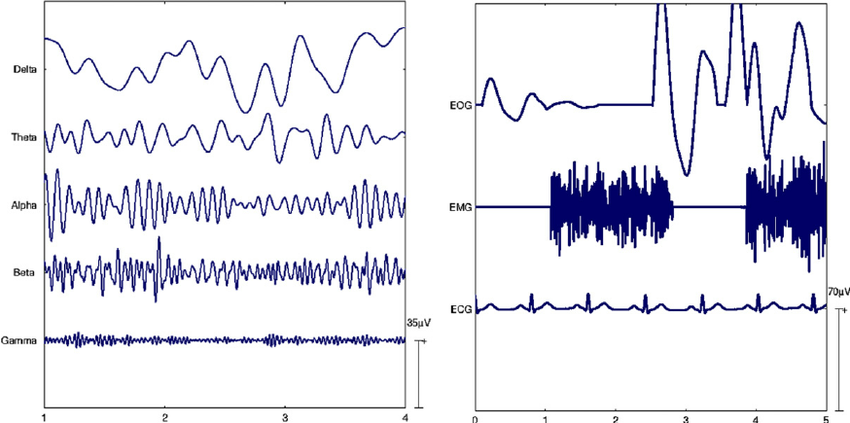 Delta
Theta
Alpha
Beta
Gamma
35μV
+
1 2 3 4
EOG
EMG
ECG
70μV
+
0 1 2 3 4 5